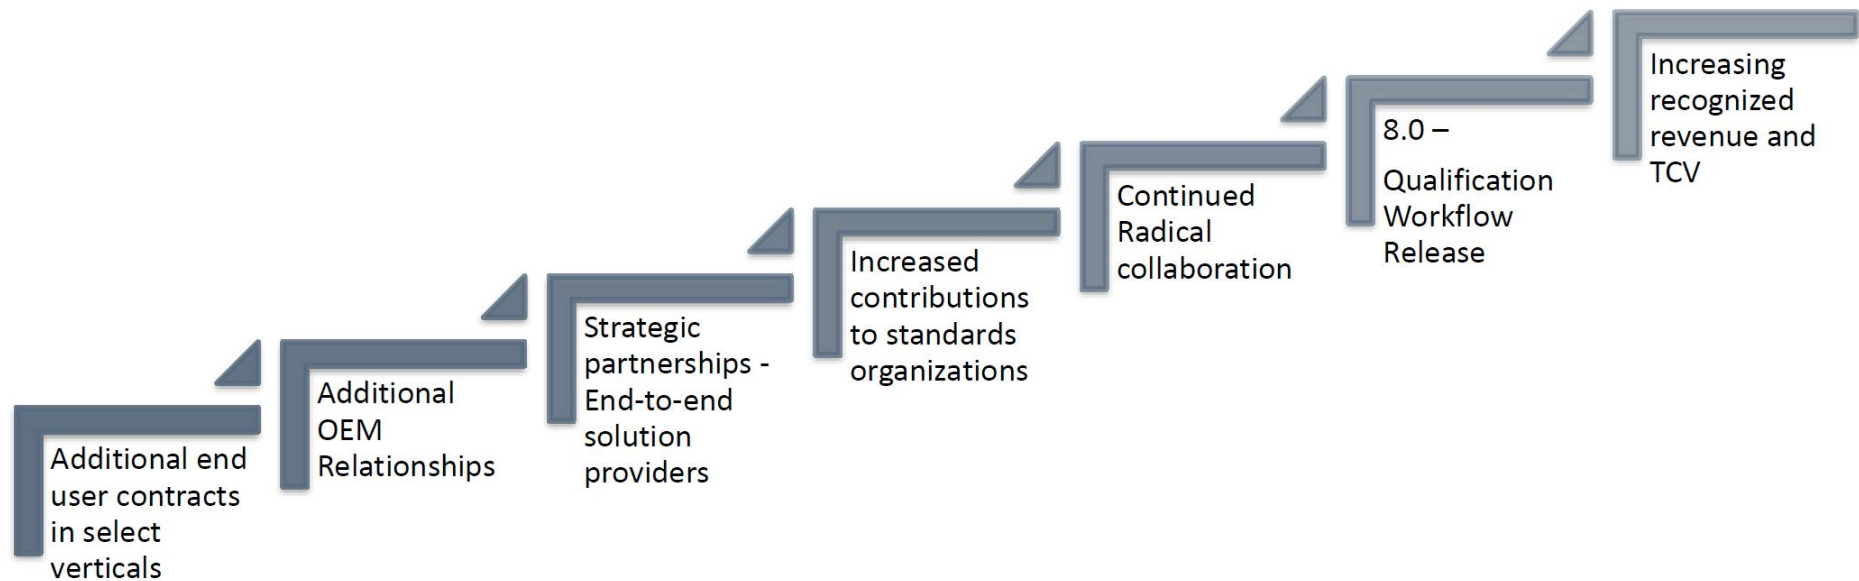 Additional end
user contracts
in select
verticals
Additional
OEM
Relationships
Strategic
partnerships -
End-to-end
solution
providers
Increased
contributions
to standards
organizations
Continued
Radical
collaboration
8.0 –
Qualification
Workflow
Release
Increasing
recognized
revenue and
TCV